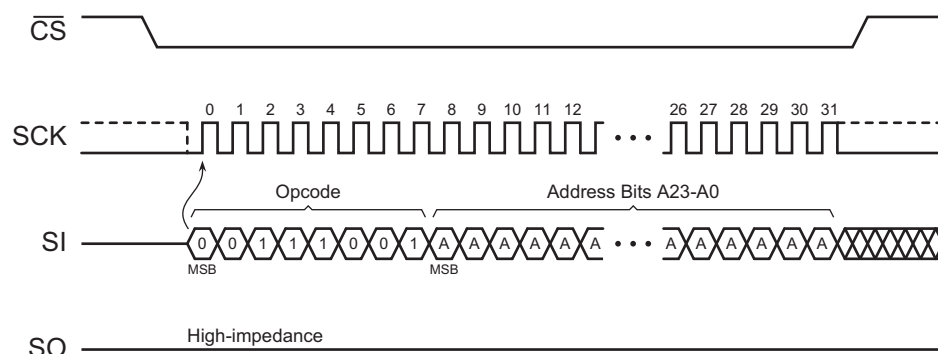 CS
0 1 2 3 4 5 6 7 8 9 10 11 12 26 27 28 29 30 31
SCK
Opcode Address Bits A23-A0
SI 0 0 1 1 1 0 0 1 A A A A A A A A A A A A
MSB MSB
High-impedance
SO